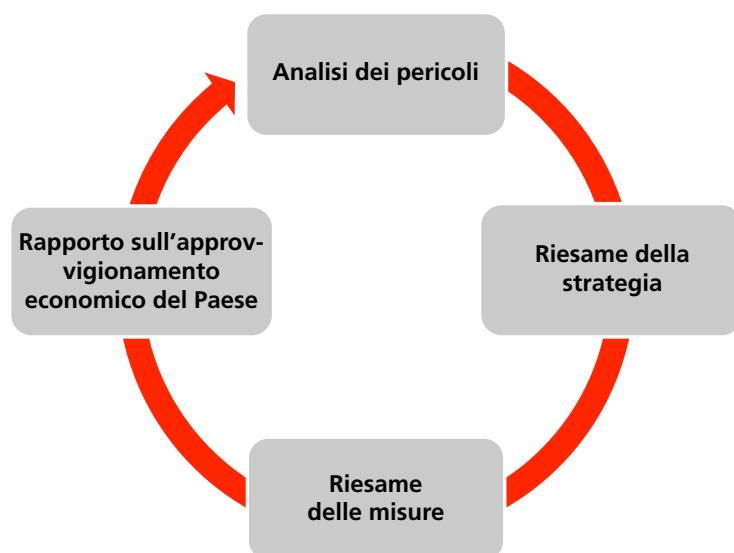 Analisi dei pericoli
Riesame della
strategia
Riesame
delle misure
Rapporto sull'approv-
vigionamento
economico del Paese